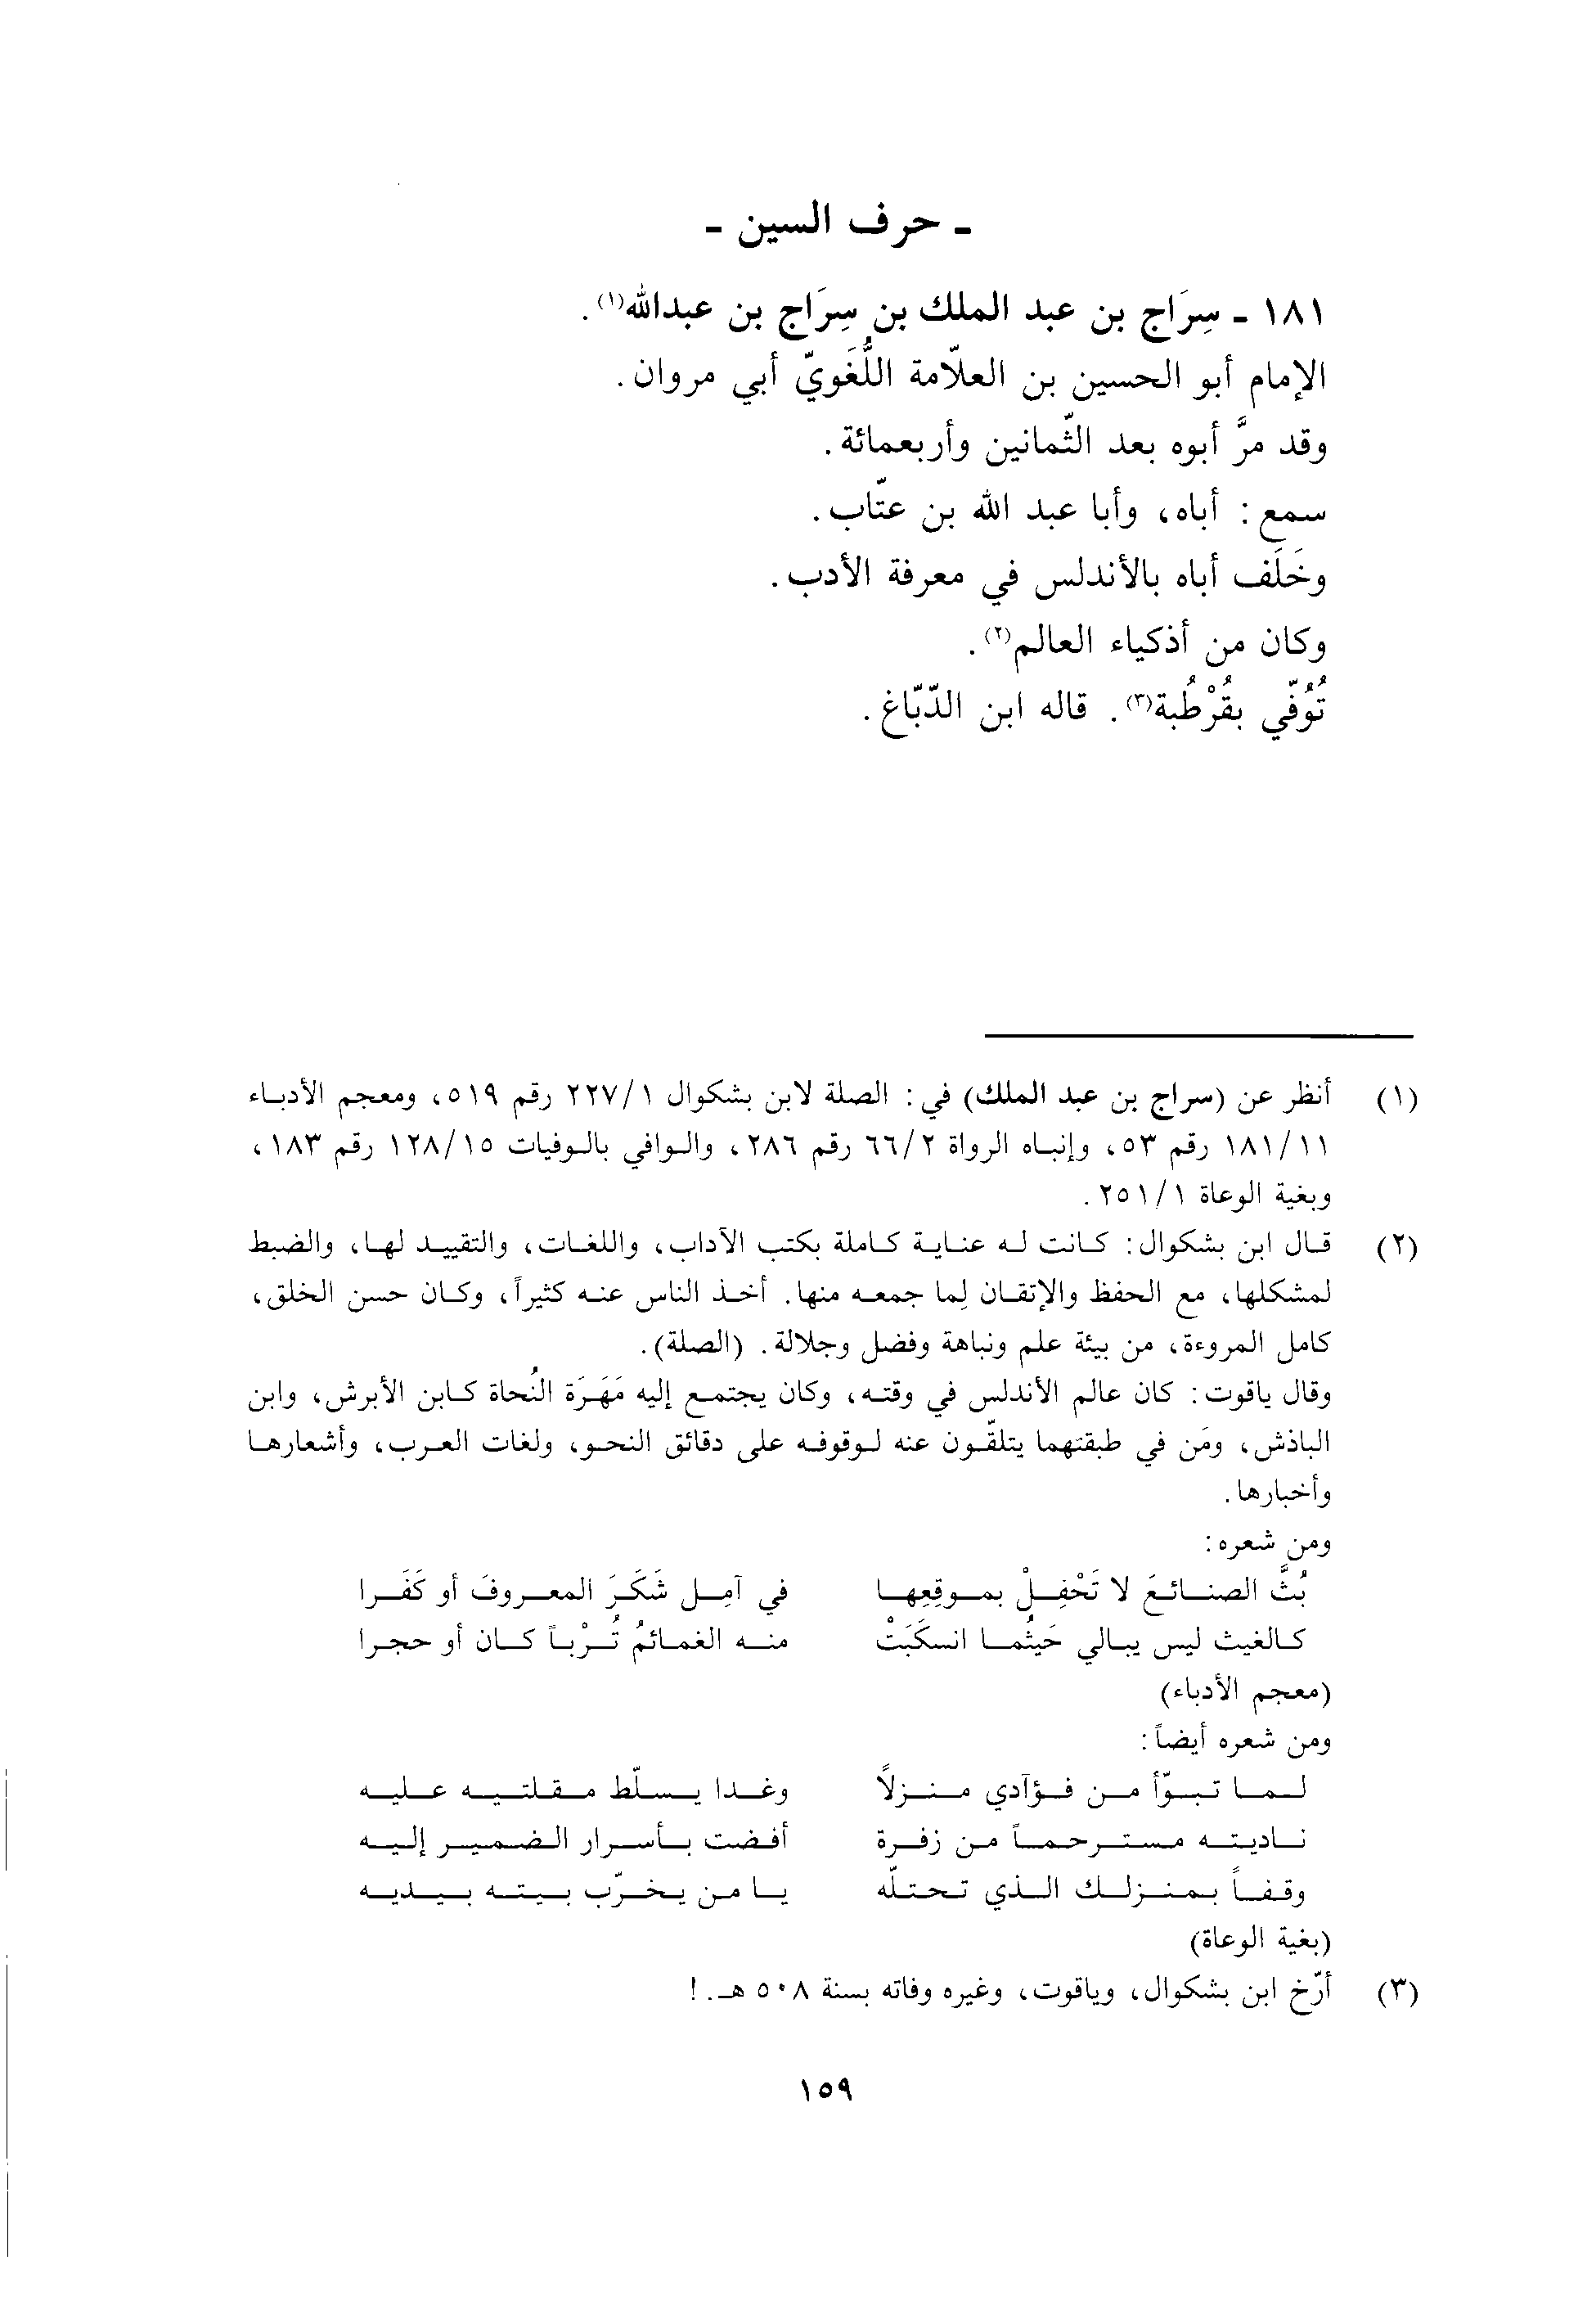 ـ حرف السين ـ
١٨١ ـ سِرَاج بن عبد الملك بن سِرَاج بن عبدالله(١).
الإمام أبو الحسين بن العلّامة اللُّغَويّ أبي مروان.
وقد مرَّ أبوه بعد الثّمانين وأربعمائة.
سمع: أباه، وأبا عبد الله بن عتّاب.
وخَلَف أباه بالأندلس في معرفة الأدب.
وكان من أذكياء العالم(٢).
تُوُفّي بقُرْطُبة(٣). قاله ابن الدّبّاغ.
(١) أنظر عن (سراج بن عبد الملك) في: الصلة لابن بشكوال ١/٢٢٧ رقم ٥١٩، ومعجم الأدباء
١١/١٨١ رقم ٥٣، وإنباه الرواة ٢/٦٦ رقم ٢٨٦، والوافي بالوفيات ١٥/١٢٨ رقم ١٨٣،
وبغية الوعاة ١/٢٥١.
(٢) قال ابن بشكوال: كانت له عناية كاملة بكتب الآداب، واللغات، والتقييد لها، والضبط
لمشكلها، مع الحفظ والإتقان لِما جمعه منها. أخذ الناس عنه كثيراً، وكان حسن الخلق،
كامل المروءة، من بيئة علم ونباهة وفضل وجلالة. (الصلة).
وقال ياقوت: كان عالم الأندلس في وقته، وكان يجتمع إليه مَهَرَة النُحاة كابن الأبرش، وابن
الباذش، ومَن في طبقتهما يتلقّون عنه لوقوفه على دقائق النحو، ولغات العرب، وأشعارها
وأخبارها.
ومن شعره:
بُثَّ الصنائعَ لا تَحْفِلْ بموقِعِها في آمِل شَكَرَ المعروفَ أو كَفَرا
كالغيث ليس يبالي حَيثُما انسكَبَتْ منه الغمائمُ تُرْباً كان أو حجرا
(معجم الأدباء)
ومن شعره أيضاً:
لما تبوّأ من فؤآدي منزلاً وغدا يسلّط مقلتيه عليه
ناديته مسترحماً من زفرة أفضت بأسرار الضمير إليه
وقفاً بمنزلك الذي تحتلّه يا من يخرّب بيته بيديه
(بغية الوعاة)
(٣) أرّخ ابن بشكوال، وياقوت، وغيره وفاته بسنة ٥٠٨ هـ.!
١٥٩